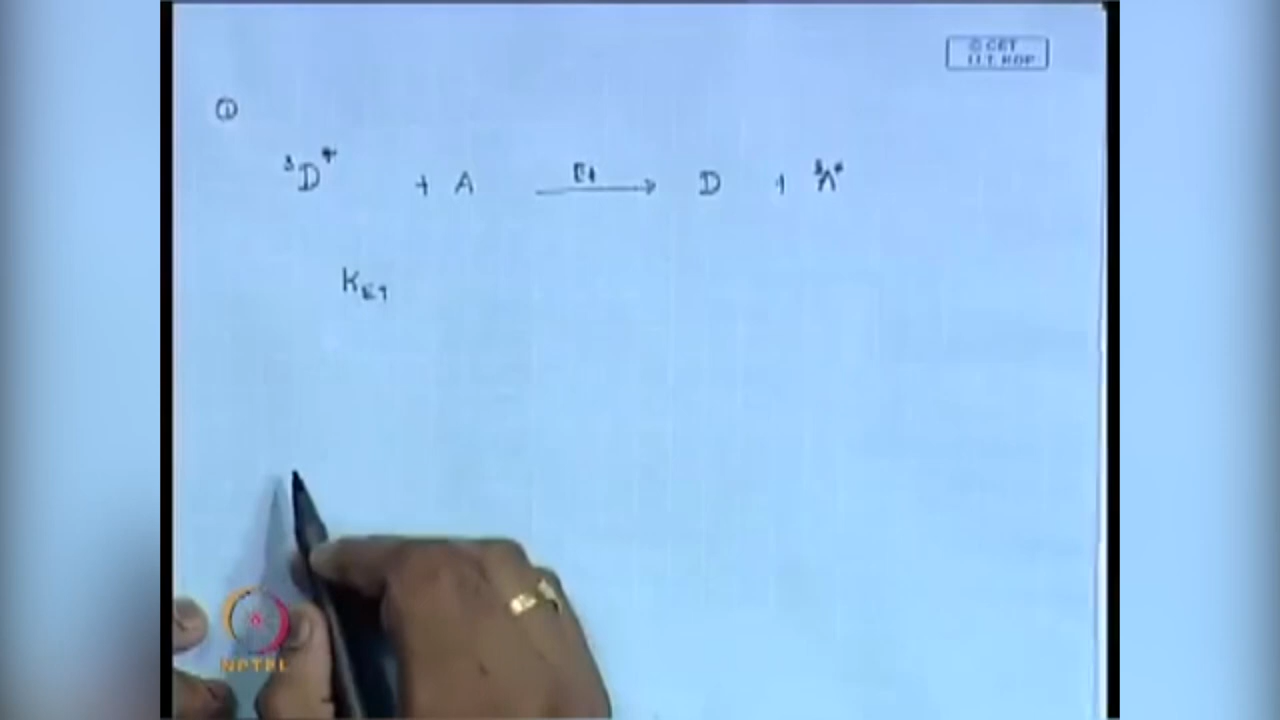 © CET
I.I.T. KGP
①
³D* + A —Et→ D + ³A*
K_ET
NPTEL